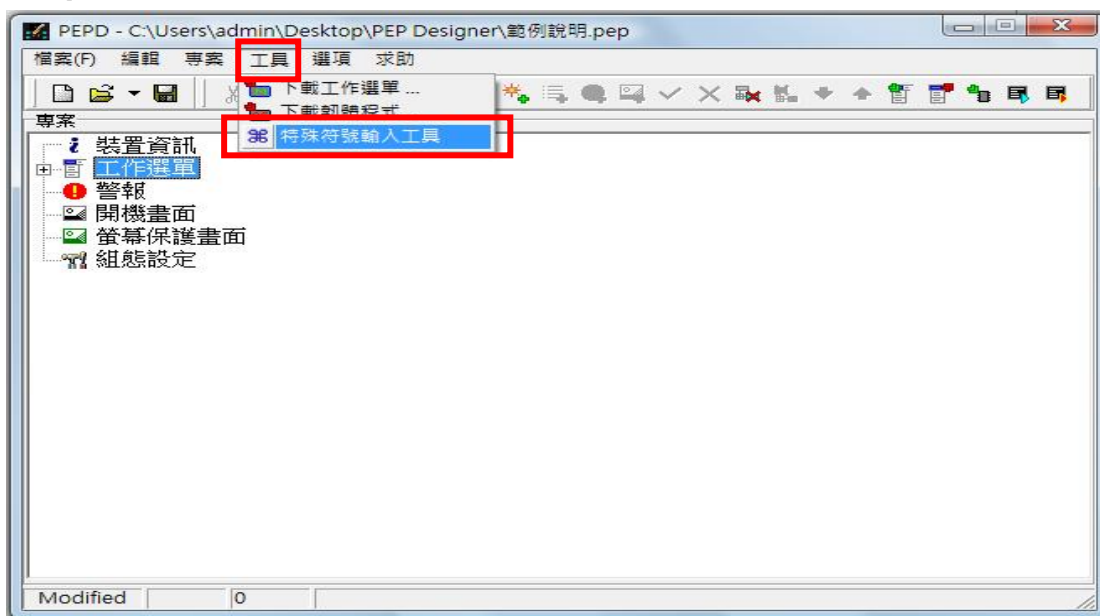 PEPD - C:\Users\admin\Desktop\PEP Designer\範例說明.pep
檔案(F) 編輯 專案 工具 選項 求助
下載工作選單 ...
下載韌體程式
特殊符號輸入工具
專案
裝置資訊
工作選單
警報
開機畫面
螢幕保護畫面
組態設定
Modified 0